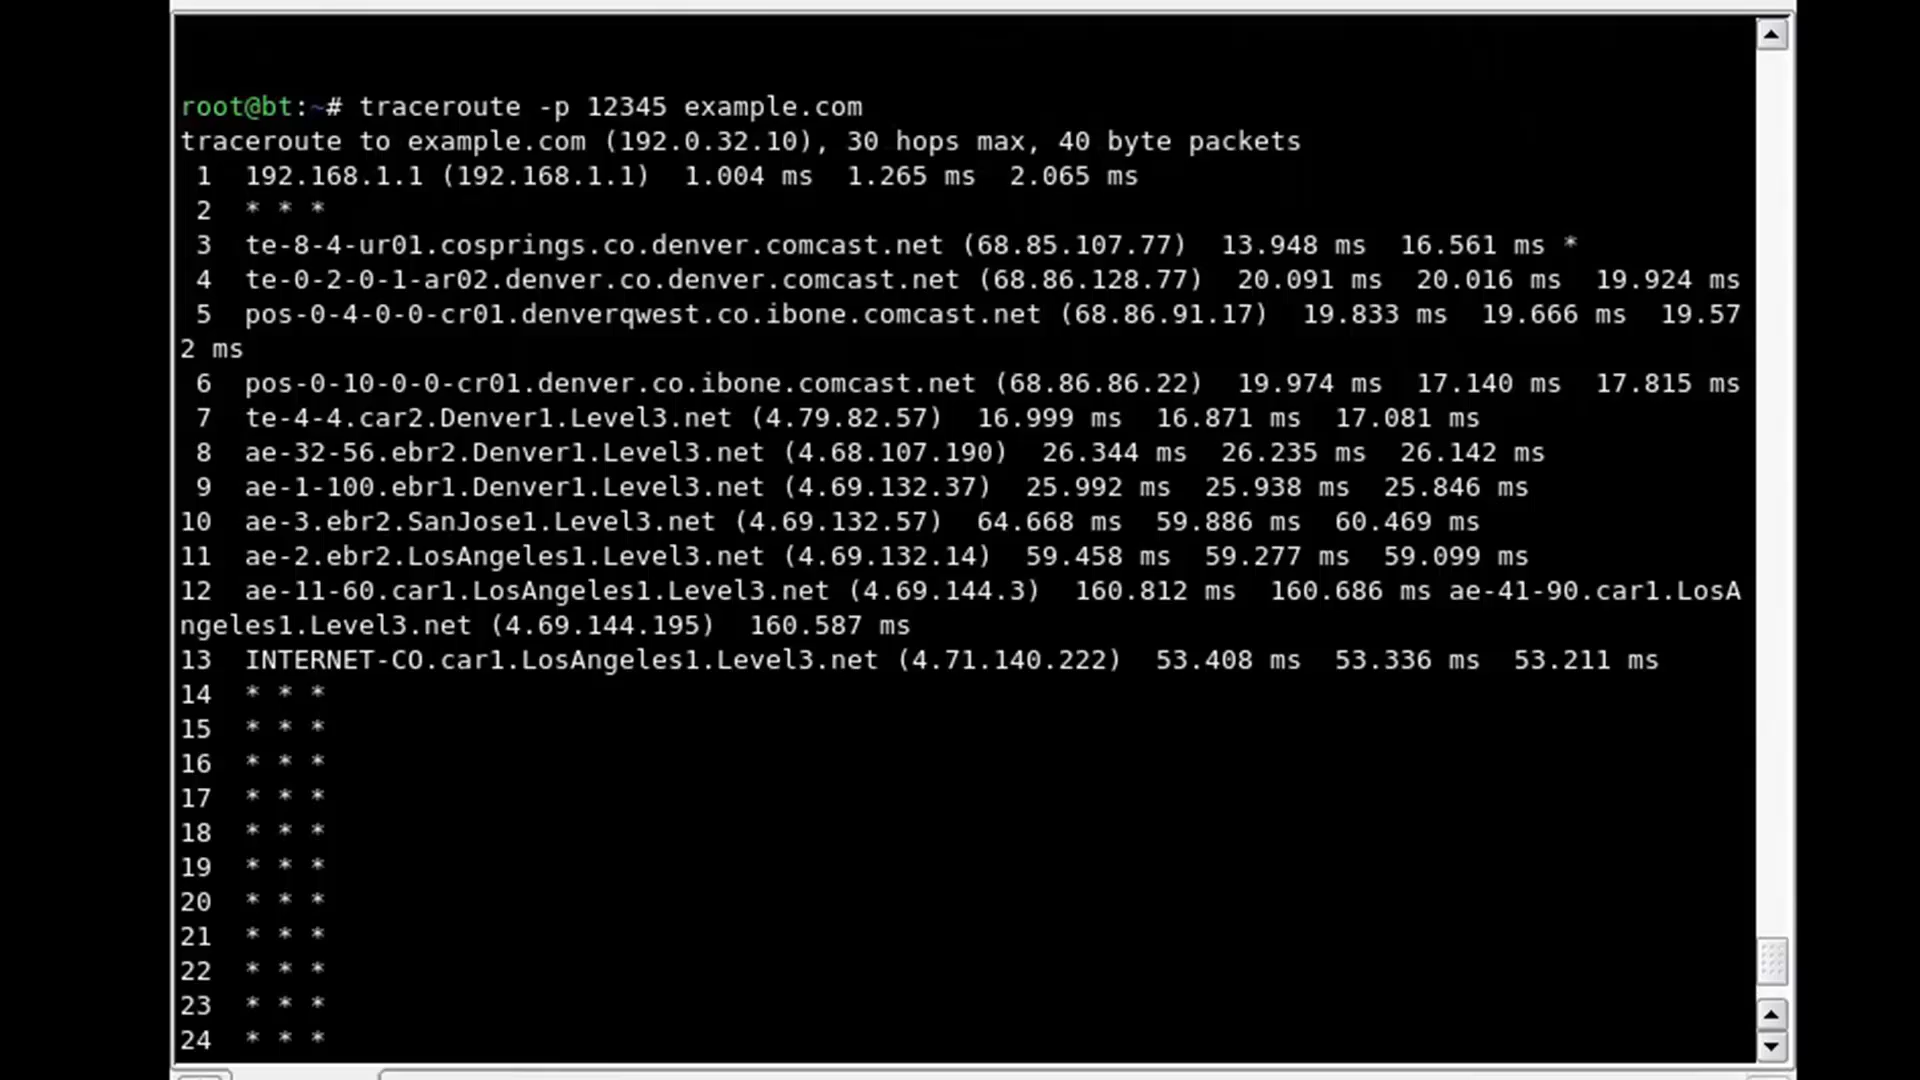 root@bt:~# traceroute -p 12345 example.com
traceroute to example.com (192.0.32.10), 30 hops max, 40 byte packets
 1  192.168.1.1 (192.168.1.1)  1.004 ms  1.265 ms  2.065 ms
 2  * * *
 3  te-8-4-ur01.cosprings.co.denver.comcast.net (68.85.107.77)  13.948 ms  16.561 ms *
 4  te-0-2-0-1-ar02.denver.co.denver.comcast.net (68.86.128.77)  20.091 ms  20.016 ms  19.924 ms
 5  pos-0-4-0-0-cr01.denverqwest.co.ibone.comcast.net (68.86.91.17)  19.833 ms  19.666 ms  19.57
2 ms
 6  pos-0-10-0-0-cr01.denver.co.ibone.comcast.net (68.86.86.22)  19.974 ms  17.140 ms  17.815 ms
 7  te-4-4.car2.Denver1.Level3.net (4.79.82.57)  16.999 ms  16.871 ms  17.081 ms
 8  ae-32-56.ebr2.Denver1.Level3.net (4.68.107.190)  26.344 ms  26.235 ms  26.142 ms
 9  ae-1-100.ebr1.Denver1.Level3.net (4.69.132.37)  25.992 ms  25.938 ms  25.846 ms
10  ae-3.ebr2.SanJose1.Level3.net (4.69.132.57)  64.668 ms  59.886 ms  60.469 ms
11  ae-2.ebr2.LosAngeles1.Level3.net (4.69.132.14)  59.458 ms  59.277 ms  59.099 ms
12  ae-11-60.car1.LosAngeles1.Level3.net (4.69.144.3)  160.812 ms  160.686 ms ae-41-90.car1.LosA
ngeles1.Level3.net (4.69.144.195)  160.587 ms
13  INTERNET-CO.car1.LosAngeles1.Level3.net (4.71.140.222)  53.408 ms  53.336 ms  53.211 ms
14  * * *
15  * * *
16  * * *
17  * * *
18  * * *
19  * * *
20  * * *
21  * * *
22  * * *
23  * * *
24  * * *